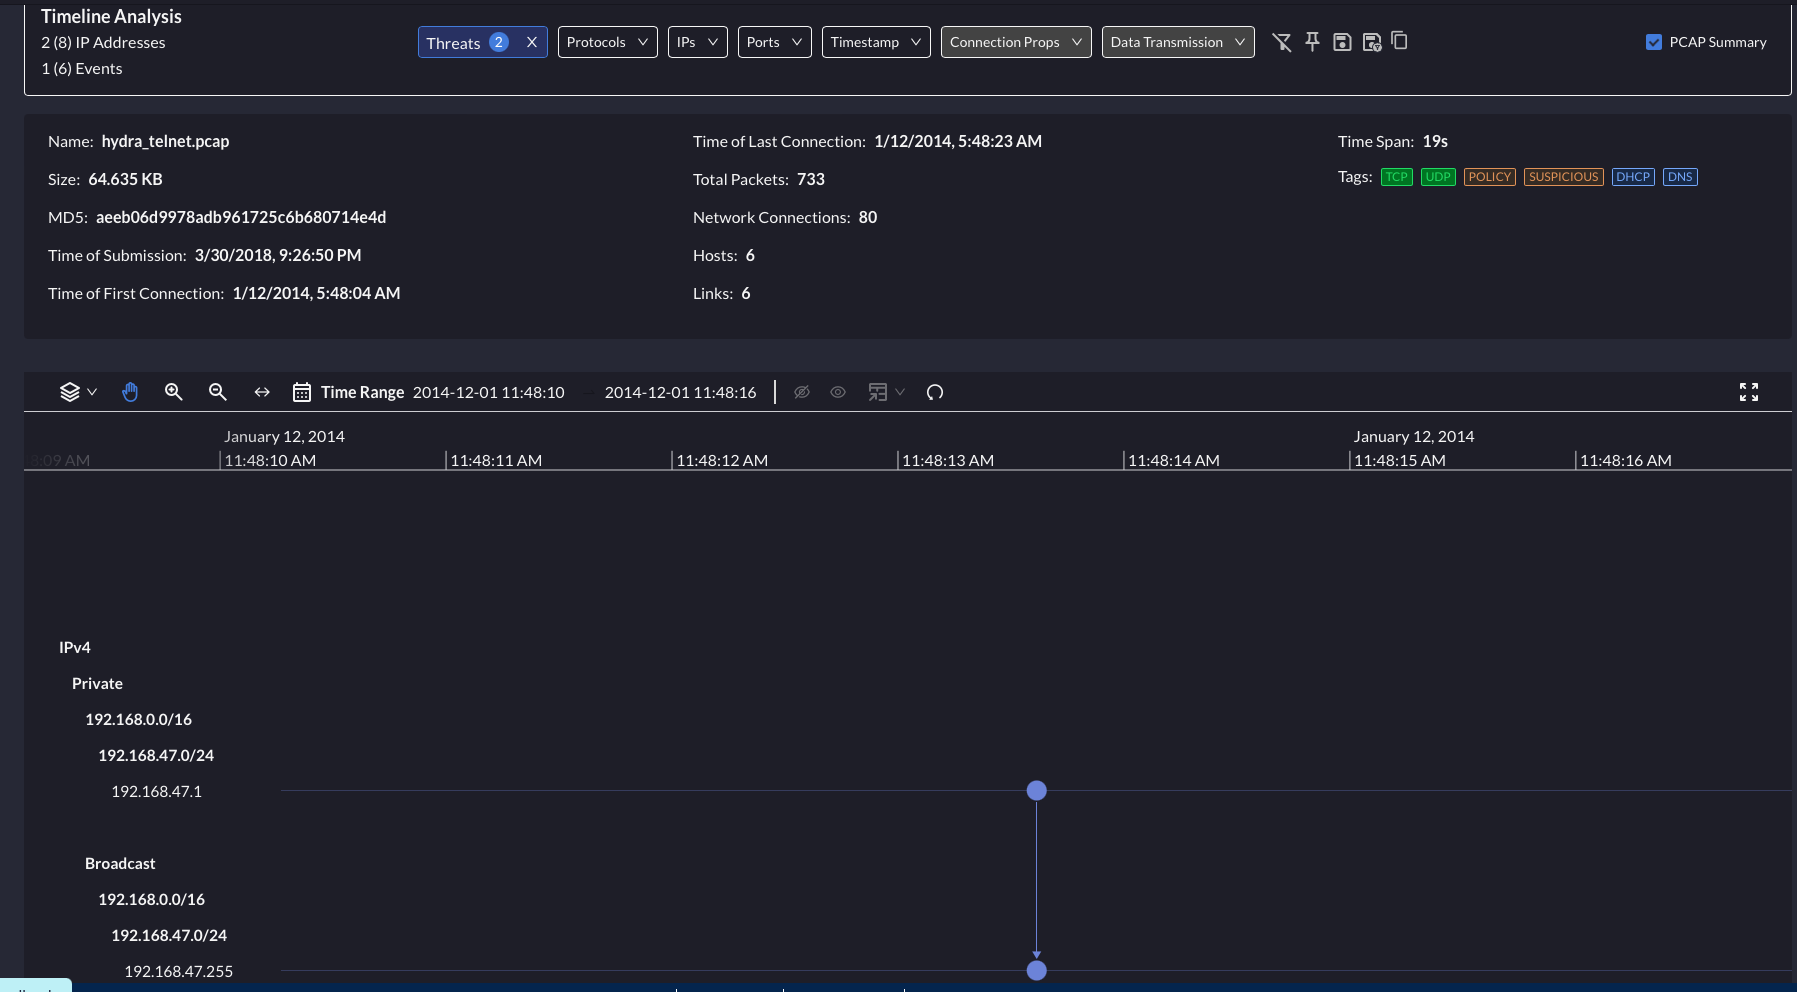 Timeline Analysis
2 (8) IP Addresses
1 (6) Events
Threats 2 X
Protocols
IPs
Ports
Timestamp
Connection Props
Data Transmission
PCAP Summary
Name: hydra_telnet.pcap
Size: 64.635 KB
MD5: aeeb06d9978adb961725c6b680714e4d
Time of Submission: 3/30/2018, 9:26:50 PM
Time of First Connection: 1/12/2014, 5:48:04 AM
Time of Last Connection: 1/12/2014, 5:48:23 AM
Total Packets: 733
Network Connections: 80
Hosts: 6
Links: 6
Time Span: 19s
Tags: TCP UDP POLICY SUSPICIOUS DHCP DNS
Time Range 2014-12-01 11:48:10 – 2014-12-01 11:48:16
January 12, 2014 January 12, 2014
8:09 AM 11:48:10 AM 11:48:11 AM 11:48:12 AM 11:48:13 AM 11:48:14 AM 11:48:15 AM 11:48:16 AM
IPv4
Private
192.168.0.0/16
192.168.47.0/24
192.168.47.1
Broadcast
192.168.0.0/16
192.168.47.0/24
192.168.47.255